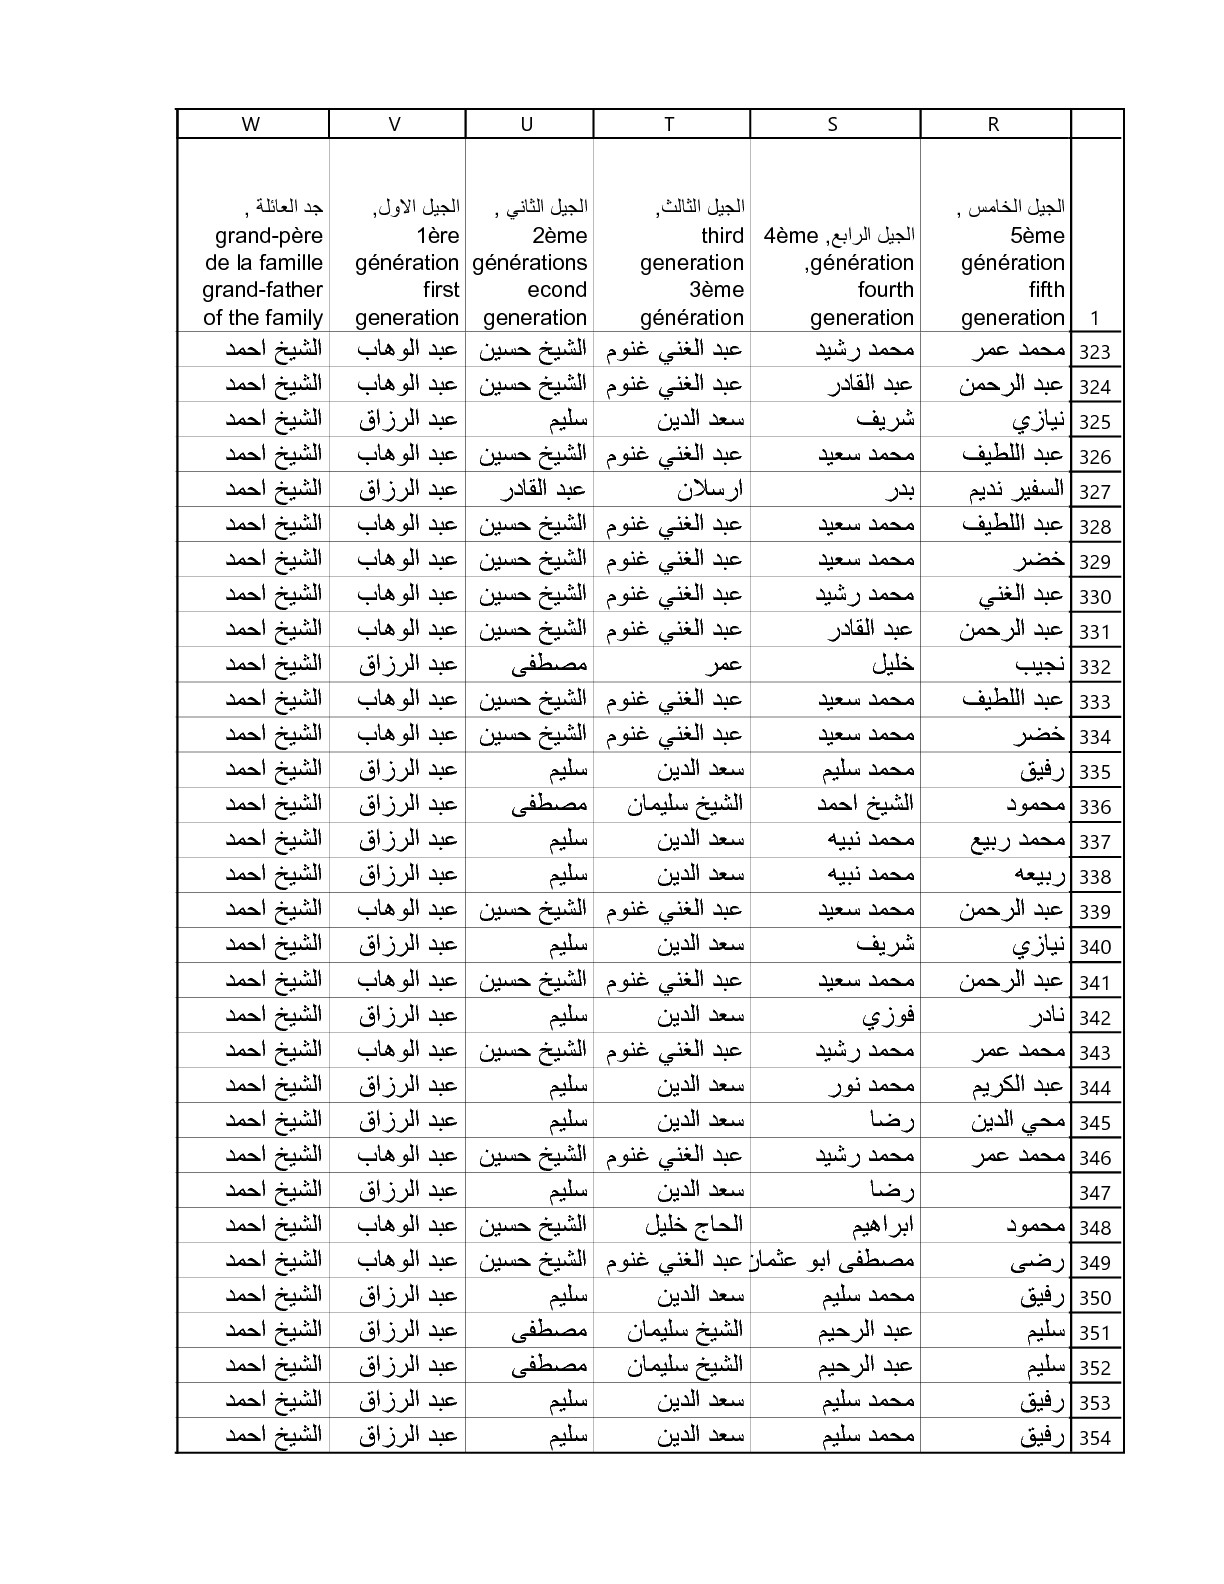 R S T U V W
الجيل الخامس , 5ème génération fifth generation
الجيل الرابع, 4ème génération, fourth generation
الجيل الثالث, third generation 3ème génération
الجيل الثاني , 2ème générations econd generation
الجيل الاول, 1ère génération first generation
جد العائلة , grand-père de la famille grand-father of the family
1
323 محمد عمر محمد رشيد عبد الغني غنوم الشيخ حسين عبد الوهاب الشيخ احمد
324 عبد الرحمن عبد القادر عبد الغني غنوم الشيخ حسين عبد الوهاب الشيخ احمد
325 نيازي شريف سعد الدين سليم عبد الرزاق الشيخ احمد
326 عبد اللطيف محمد سعيد عبد الغني غنوم الشيخ حسين عبد الوهاب الشيخ احمد
327 السفير نديم بدر ارسلان عبد القادر عبد الرزاق الشيخ احمد
328 عبد اللطيف محمد سعيد عبد الغني غنوم الشيخ حسين عبد الوهاب الشيخ احمد
329 خضر محمد سعيد عبد الغني غنوم الشيخ حسين عبد الوهاب الشيخ احمد
330 عبد الغني محمد رشيد عبد الغني غنوم الشيخ حسين عبد الوهاب الشيخ احمد
331 عبد الرحمن عبد القادر عبد الغني غنوم الشيخ حسين عبد الوهاب الشيخ احمد
332 نجيب خليل عمر مصطفى عبد الرزاق الشيخ احمد
333 عبد اللطيف محمد سعيد عبد الغني غنوم الشيخ حسين عبد الوهاب الشيخ احمد
334 خضر محمد سعيد عبد الغني غنوم الشيخ حسين عبد الوهاب الشيخ احمد
335 رفيق محمد سليم سعد الدين سليم عبد الرزاق الشيخ احمد
336 محمود الشيخ احمد الشيخ سليمان مصطفى عبد الرزاق الشيخ احمد
337 محمد ربيع محمد نبيه سعد الدين سليم عبد الرزاق الشيخ احمد
338 ربيعه محمد نبيه سعد الدين سليم عبد الرزاق الشيخ احمد
339 عبد الرحمن محمد سعيد عبد الغني غنوم الشيخ حسين عبد الوهاب الشيخ احمد
340 نيازي شريف سعد الدين سليم عبد الرزاق الشيخ احمد
341 عبد الرحمن محمد سعيد عبد الغني غنوم الشيخ حسين عبد الوهاب الشيخ احمد
342 نادر فوزي سعد الدين سليم عبد الرزاق الشيخ احمد
343 محمد عمر محمد رشيد عبد الغني غنوم الشيخ حسين عبد الوهاب الشيخ احمد
344 عبد الكريم محمد نور سعد الدين سليم عبد الرزاق الشيخ احمد
345 محي الدين رضا سعد الدين سليم عبد الرزاق الشيخ احمد
346 محمد عمر محمد رشيد عبد الغني غنوم الشيخ حسين عبد الوهاب الشيخ احمد
347 رضا سعد الدين سليم عبد الرزاق الشيخ احمد
348 محمود ابراهيم الحاج خليل الشيخ حسين عبد الوهاب الشيخ احمد
349 رضى مصطفى ابو عثمان عبد الغني غنوم الشيخ حسين عبد الوهاب الشيخ احمد
350 رفيق محمد سليم سعد الدين سليم عبد الرزاق الشيخ احمد
351 سليم عبد الرحيم الشيخ سليمان مصطفى عبد الرزاق الشيخ احمد
352 سليم عبد الرحيم الشيخ سليمان مصطفى عبد الرزاق الشيخ احمد
353 رفيق محمد سليم سعد الدين سليم عبد الرزاق الشيخ احمد
354 رفيق محمد سليم سعد الدين سليم عبد الرزاق الشيخ احمد